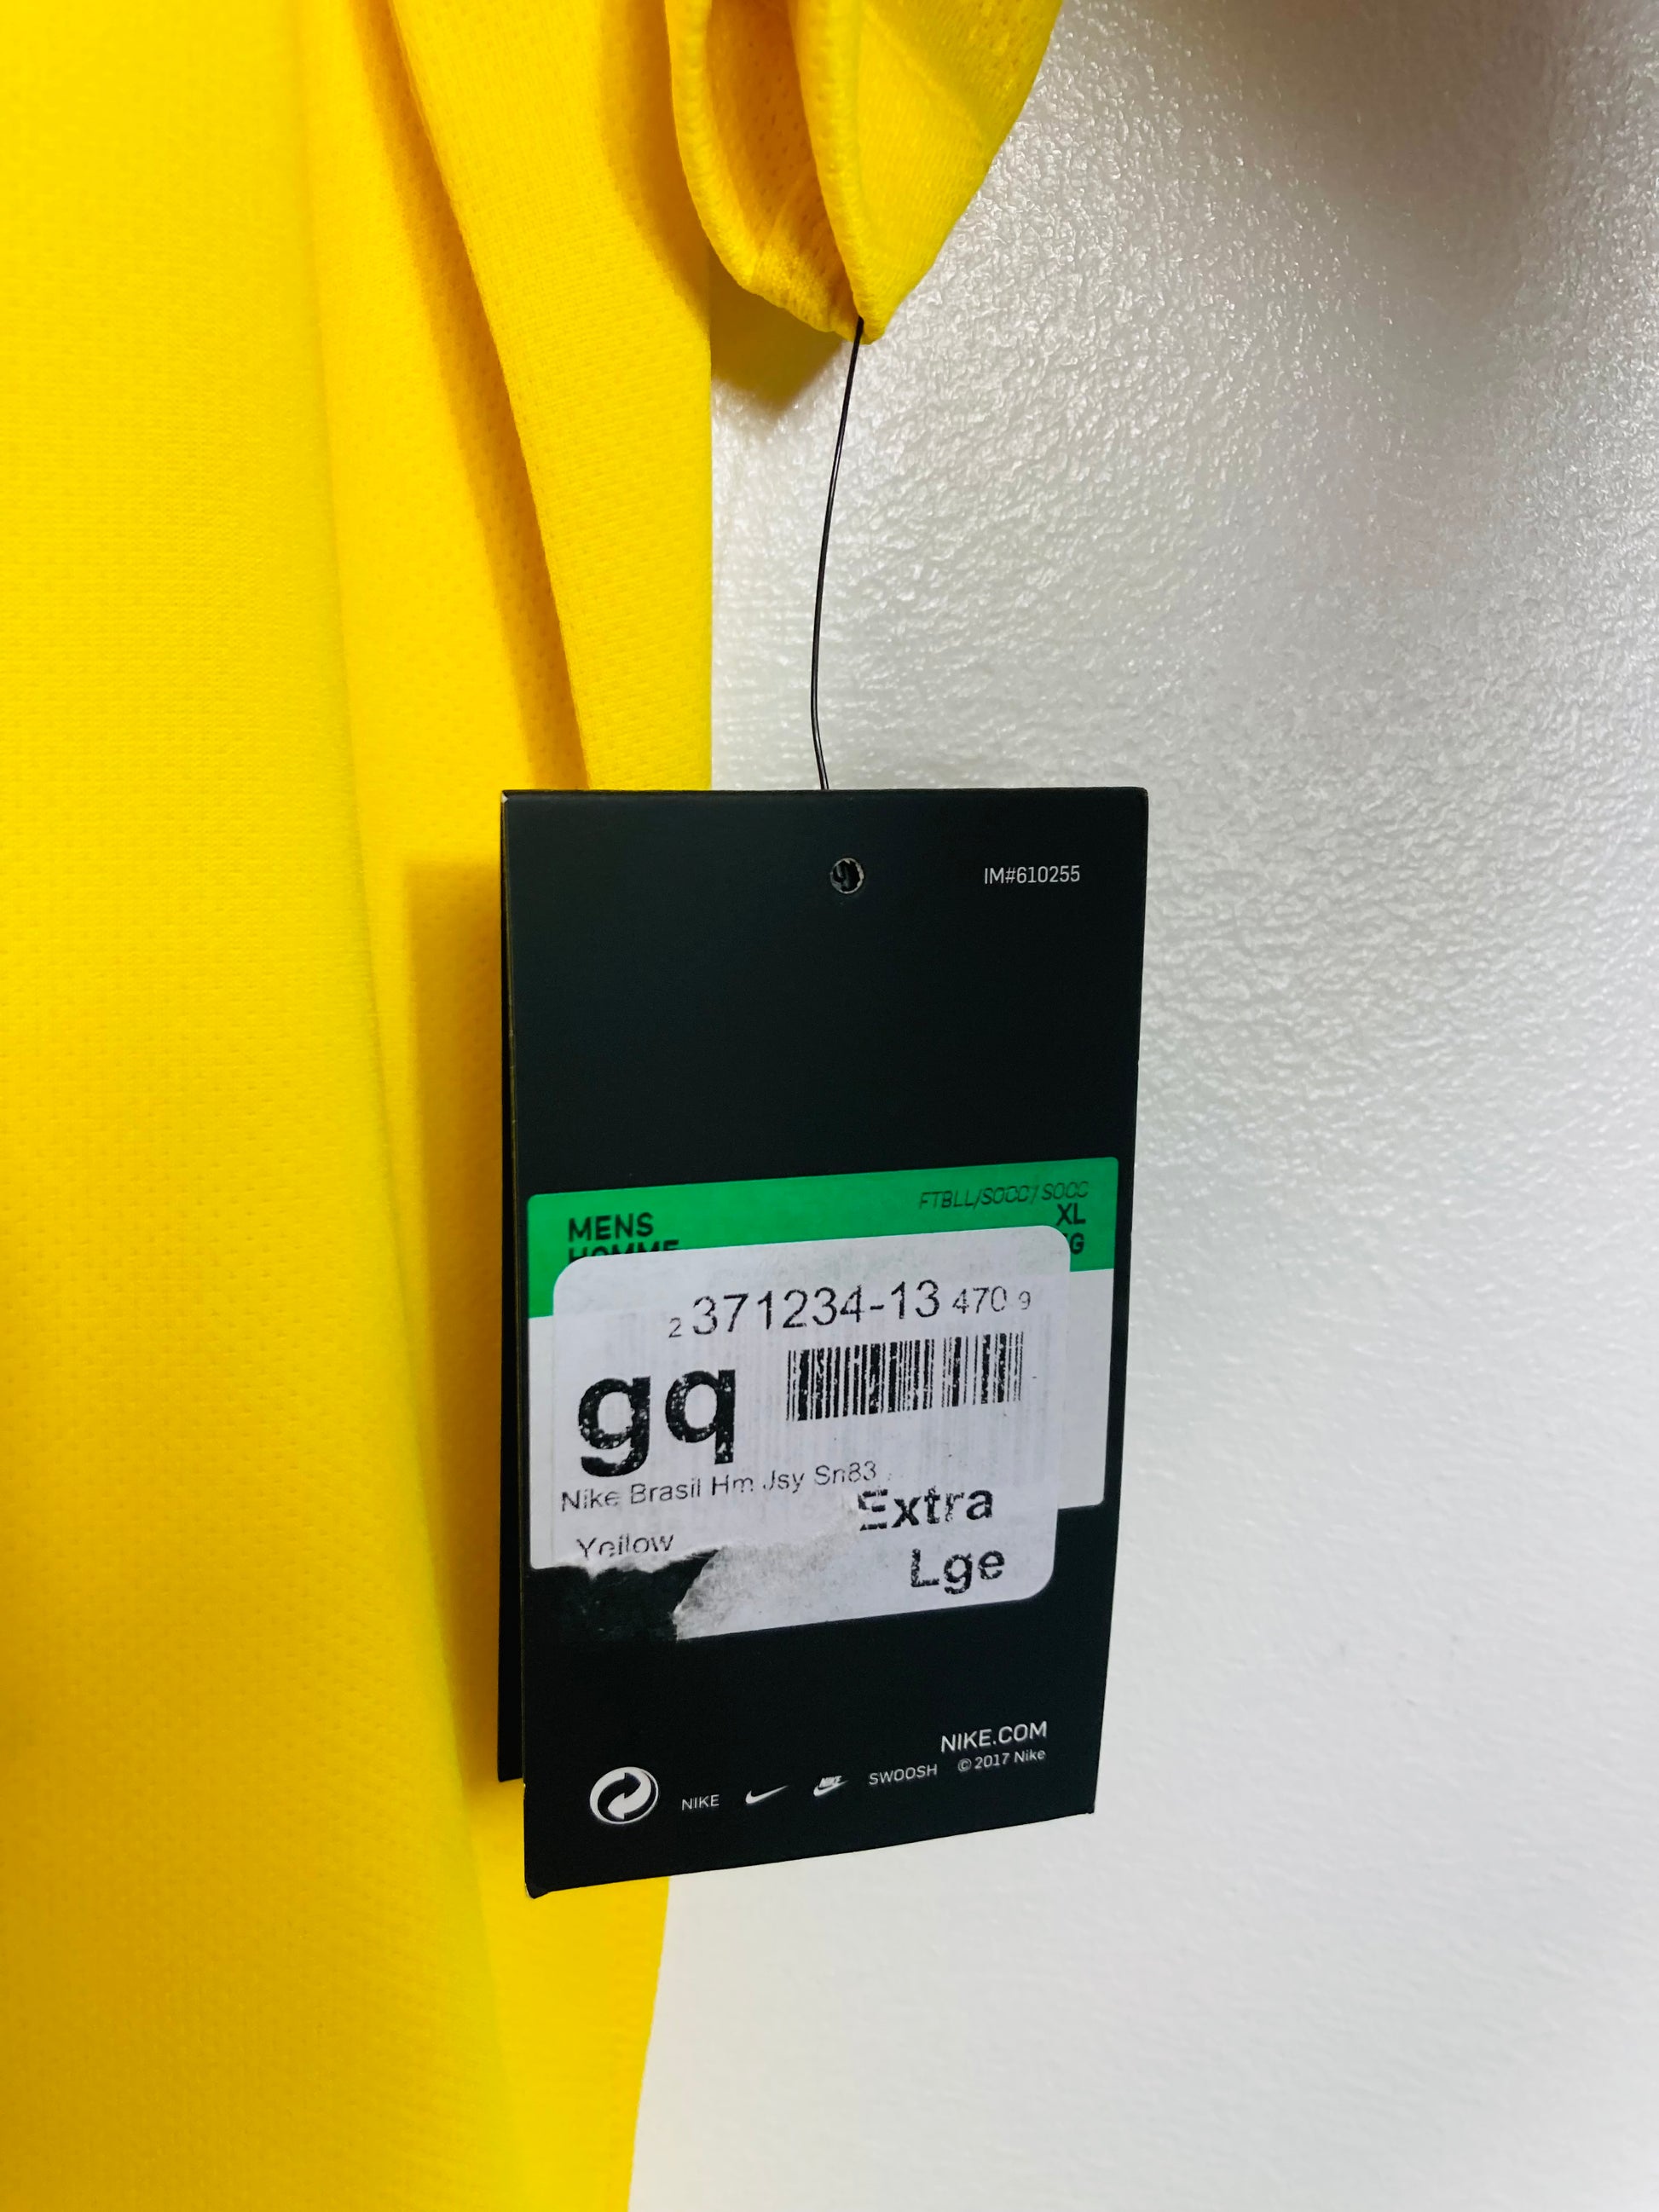 IM#610255
FTBLL/SOCC/SOCC
MENS XL
HOMME
2 371234-13 470 9
gq
Nike Brasil Hm Jsy Sn83
Extra
Yellow
Lge
NIKE.COM
© 2017 Nike
NIKE SWOOSH